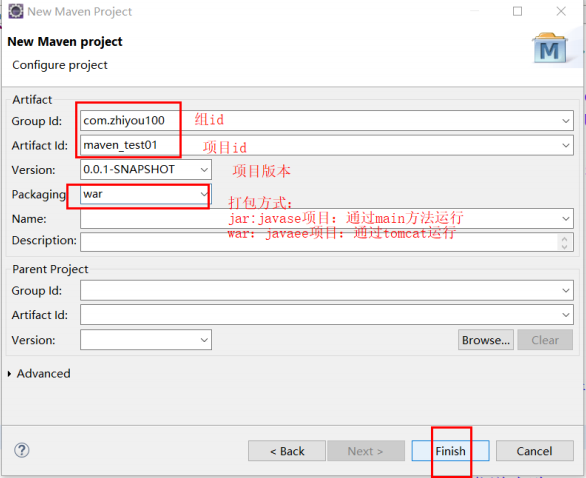 New Maven Project
New Maven project
Configure project
M
Artifact
Group Id: com.zhiyou100 组id
Artifact Id: maven_test01 项目id
Version: 0.0.1-SNAPSHOT 项目版本
Packaging war 打包方式：
jar:javase项目：通过main方法运行
Name: war：javaee项目：通过tomcat运行
Description:
Parent Project
Group Id:
Artifact Id:
Version: Browse... Clear
Advanced
? < Back Next > Finish Cancel